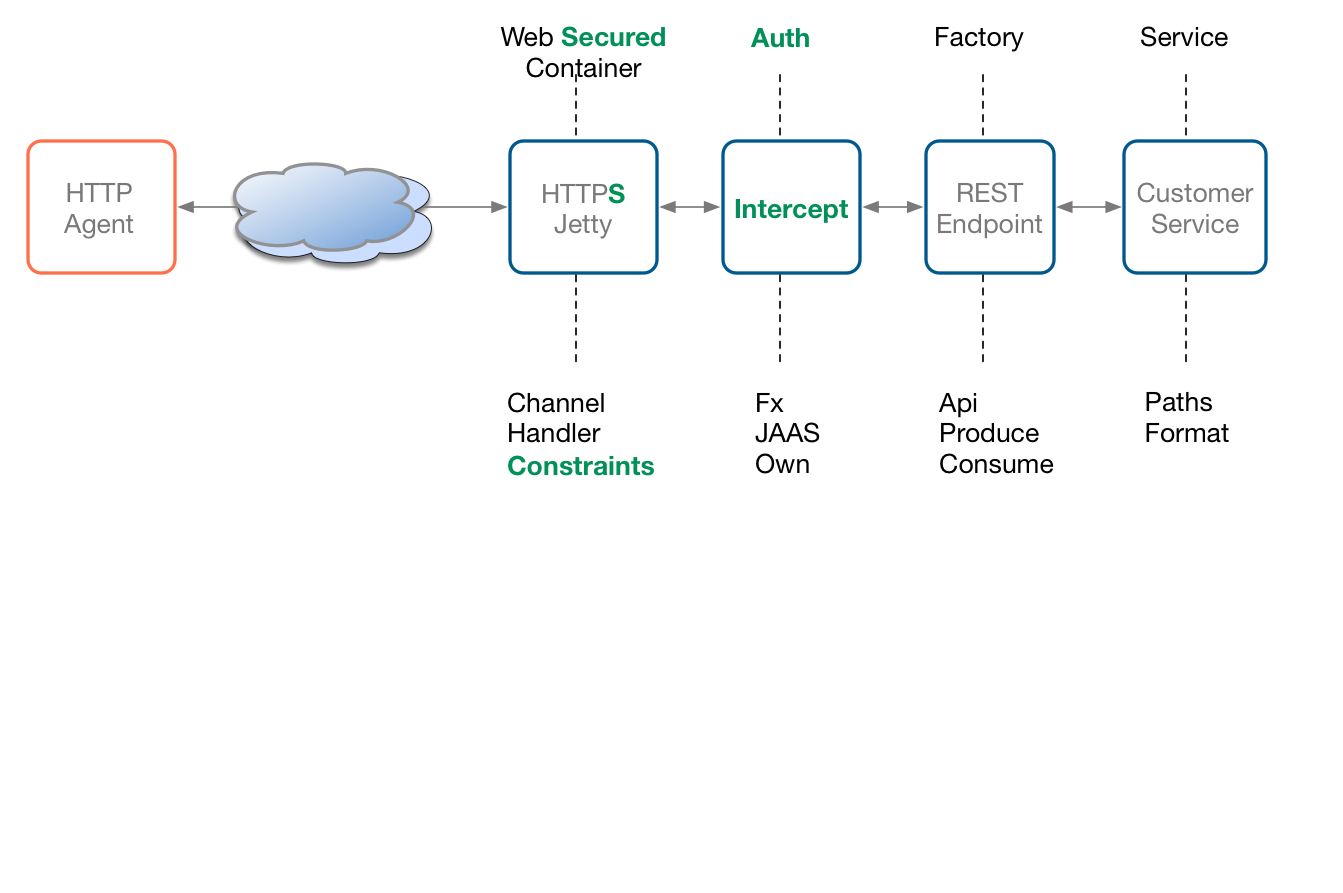 Web Secured
Container
Auth
Factory
Service
HTTP
Agent
HTTPS
Jetty
Intercept
REST
Endpoint
Customer
Service
Channel
Handler
Constraints
Fx
JAAS
Own
Api
Produce
Consume
Paths
Format